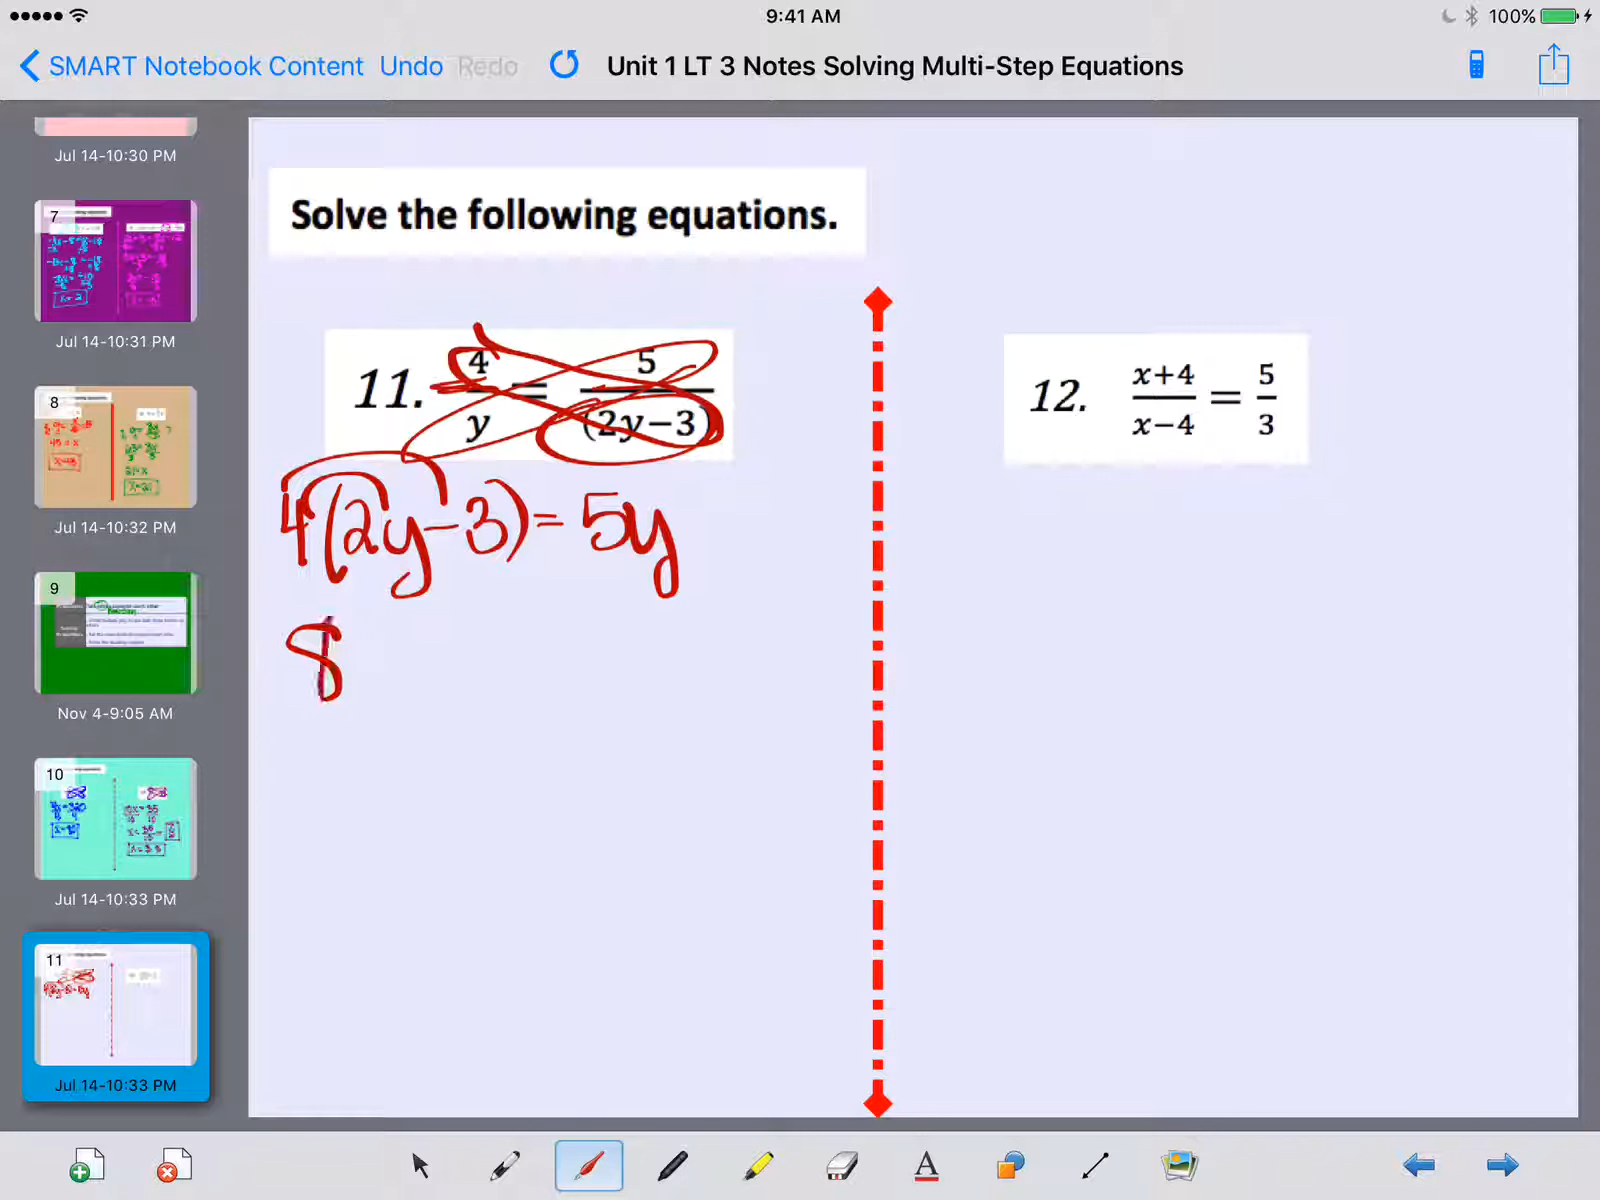 9:41 AM
100%
SMART Notebook Content Undo Redo Unit 1 LT 3 Notes Solving Multi-Step Equations
Jul 14-10:30 PM
7
Jul 14-10:31 PM
8
Jul 14-10:32 PM
9
Nov 4-9:05 AM
10
Jul 14-10:33 PM
11
Jul 14-10:33 PM
Solve the following equations.
11. 4/y = 5/(2y−3)
4(2y-3)=5y
8
12. x+4/x−4 = 5/3
A